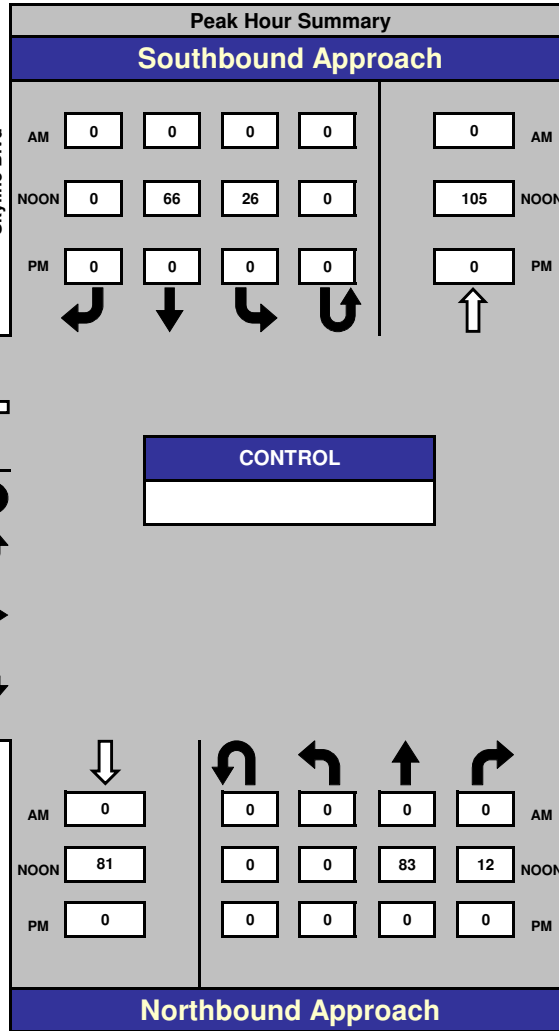 Peak Hour Summary
Southbound Approach
AM 0 0 0 0 0 AM
NOON 0 66 26 0 105 NOON
PM 0 0 0 0 0 PM
CONTROL
AM 0 0 0 0 0 AM
NOON 81 0 0 83 12 NOON
PM 0 0 0 0 0 PM
Northbound Approach